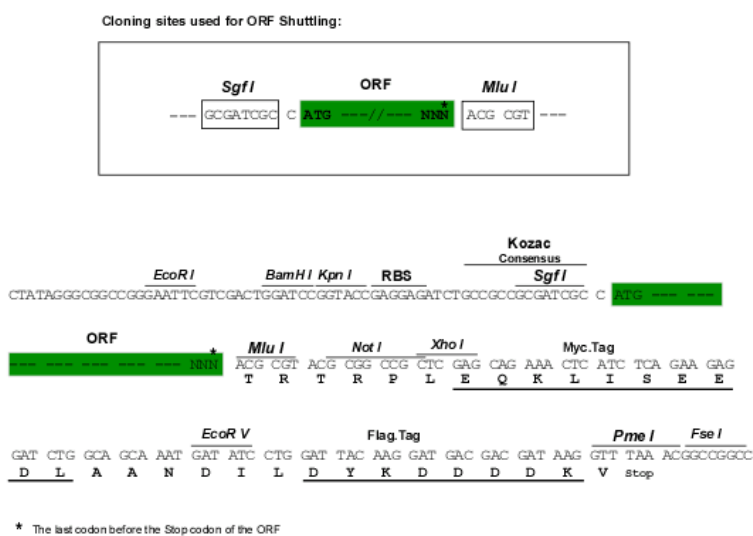 Cloning sites used for ORF Shuttling:
Sgf I ORF Mlu I
--- GCGATCGC C ATG ---//--- NNN* ACG CGT ---
Kozac
Consensus
EcoR I BamH I Kpn I RBS Sgf I
CTATAGGGCGGCCGGGAATTCGTCGACTGGATCCGGTACCGAGGAGATCTGCCGCCGCGATCGC C ATG --- ---
ORF
Mlu I Not I Xho I Myc.Tag
--- --- --- --- --- --- NNN* ACG CGT ACG CGG CCG CTC GAG CAG AAA CTC ATC TCA GAA GAG
T R T R P L E Q K L I S E E
EcoR V Flag.Tag Pme I Fse I
GAT CTG GCA GCA AAT GAT ATC CTG GAT TAC AAG GAT GAC GAC GAT AAG GTT TAA ACGGCCGGCC
D L A A N D I L D Y K D D D D K V Stop
* The last codon before the Stop codon of the ORF